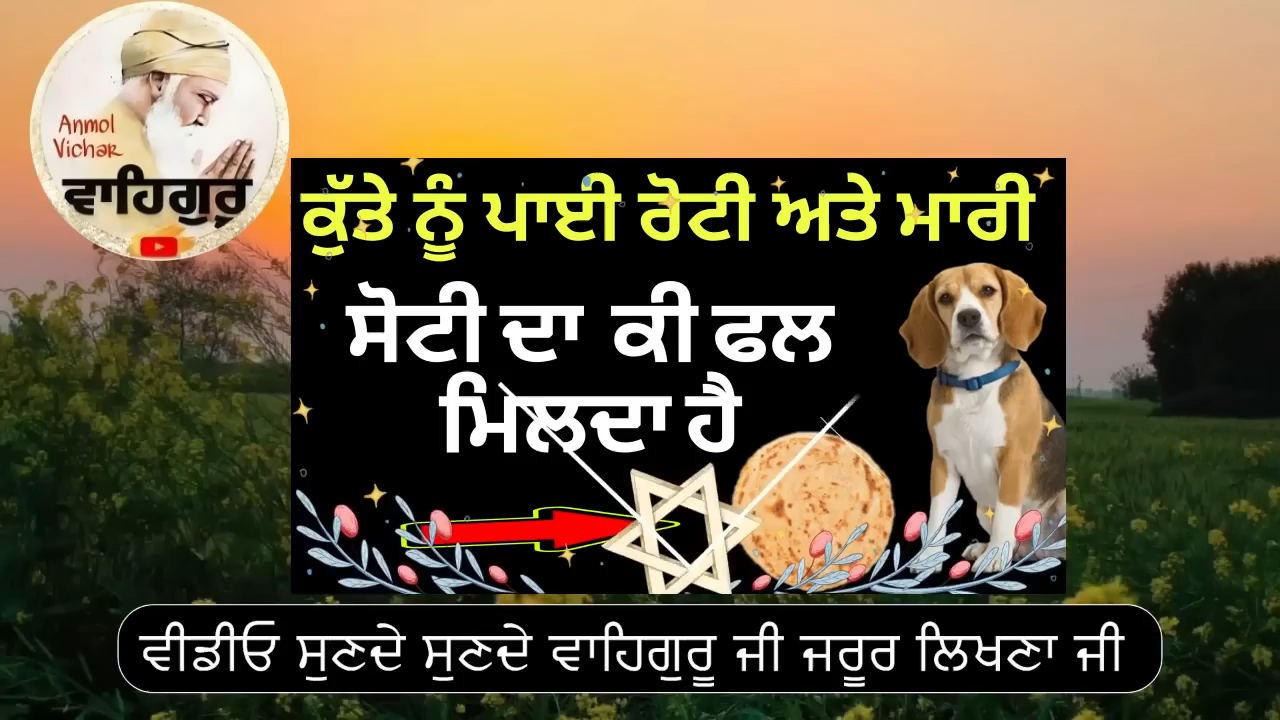 Anmol
Vichar
ਵਾਹਿਗੁਰੂ
ਕੁੱਤੇ ਨੂੰ ਪਾਈ ਰੋਟੀ ਅਤੇ ਮਾਰੀ
ਸੋਟੀ ਦਾ ਕੀ ਫਲ
ਮਿਲਦਾ ਹੈ
ਵੀਡੀਓ ਸੁਣਦੇ ਸੁਣਦੇ ਵਾਹਿਗੁਰੂ ਜੀ ਜਰੂਰ ਲਿਖਣਾ ਜੀ